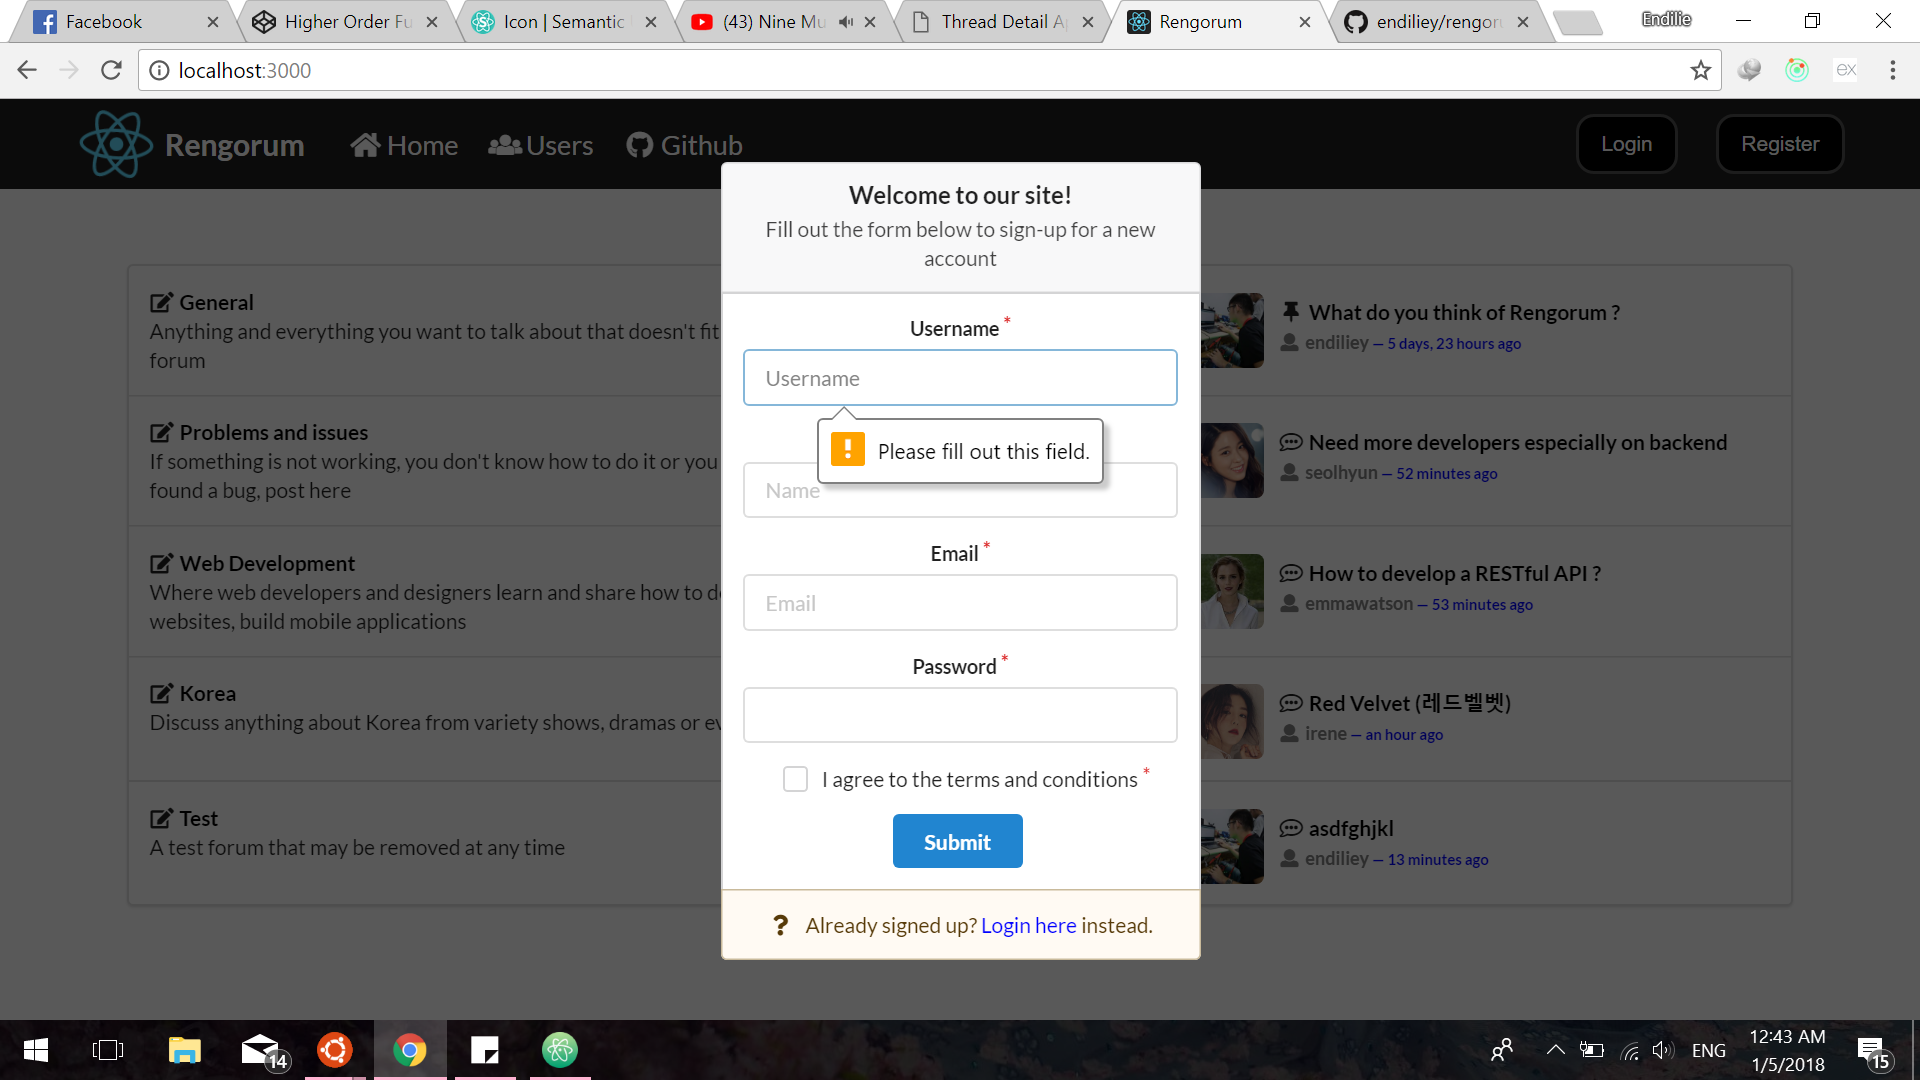 Facebook
Higher Order Fu
Icon | Semantic
(43) Nine Mu
Thread Detail A
Rengorum
endiliey/rengor
Endilie
localhost:3000
ex
Rengorum
Home
Users
Github
Login
Register
Welcome to our site!
Fill out the form below to sign-up for a new
account
Username *
Username
! Please fill out this field.
Name
Email *
Email
Password *
I agree to the terms and conditions *
Submit
? Already signed up? Login here instead.
General
Anything and everything you want to talk about that doesn't fit
forum
What do you think of Rengorum ?
endiliey — 5 days, 23 hours ago
Problems and issues
If something is not working, you don't know how to do it or you
found a bug, post here
Need more developers especially on backend
seolhyun — 52 minutes ago
Web Development
Where web developers and designers learn and share how to d
websites, build mobile applications
How to develop a RESTful API ?
emmawatson — 53 minutes ago
Korea
Discuss anything about Korea from variety shows, dramas or ev
Red Velvet (레드벨벳)
irene — an hour ago
Test
A test forum that may be removed at any time
asdfghjkl
endiliey — 13 minutes ago
14
ENG
12:43 AM
1/5/2018
15